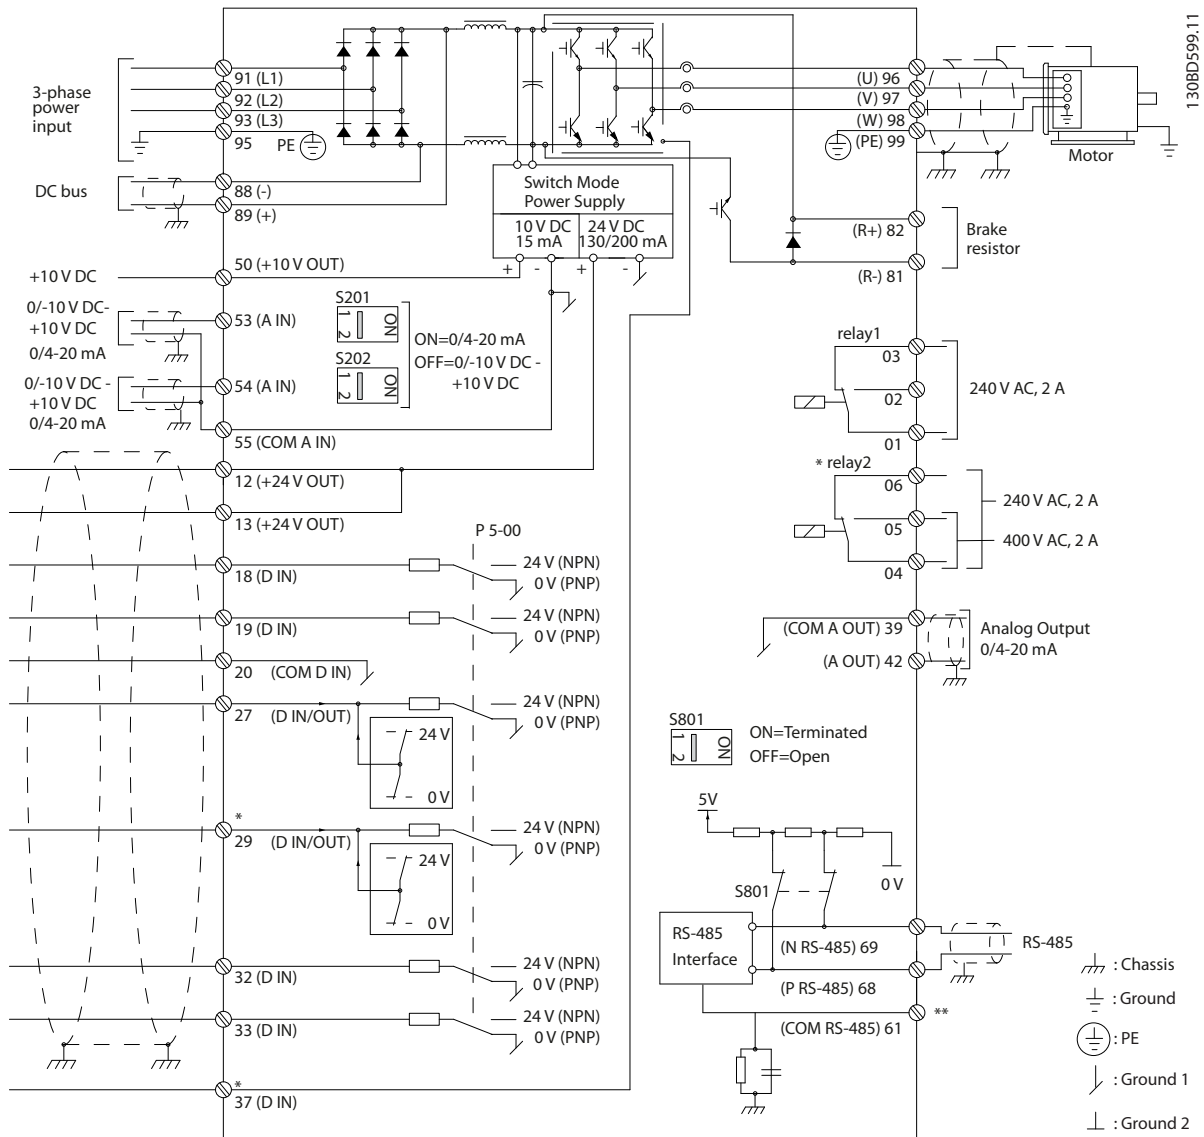 130BD599.11
3-phase
power
input
91 (L1)
92 (L2)
93 (L3)
95
PE
DC bus
88 (-)
89 (+)
+10 V DC
50 (+10 V OUT)
0/-10 V DC-
+10 V DC
0/4-20 mA
53 (A IN)
0/-10 V DC -
+10 V DC
0/4-20 mA
54 (A IN)
55 (COM A IN)
12 (+24 V OUT)
13 (+24 V OUT)
18 (D IN)
19 (D IN)
20 (COM D IN)
27 (D IN/OUT)
24 V
0 V
*
29 (D IN/OUT)
24 V
0 V
32 (D IN)
33 (D IN)
*
37 (D IN)
S201
1 2 ON
S202
1 2 ON
ON=0/4-20 mA
OFF=0/-10 V DC -
+10 V DC
P 5-00
24 V (NPN)
0 V (PNP)
24 V (NPN)
0 V (PNP)
24 V (NPN)
0 V (PNP)
24 V (NPN)
0 V (PNP)
24 V (NPN)
0 V (PNP)
24 V (NPN)
0 V (PNP)
Switch Mode
Power Supply
10 V DC
15 mA
24 V DC
130/200 mA
+ - + -
(U) 96
(V) 97
(W) 98
(PE) 99
Motor
(R+) 82
(R-) 81
Brake
resistor
relay1
03
02
01
240 V AC, 2 A
* relay2
06
05
04
240 V AC, 2 A
400 V AC, 2 A
(COM A OUT) 39
(A OUT) 42
Analog Output
0/4-20 mA
S801
1 2 ON
ON=Terminated
OFF=Open
5V
0 V
S801
RS-485
Interface
(N RS-485) 69
(P RS-485) 68
(COM RS-485) 61
RS-485
**
: Chassis
: Ground
: PE
: Ground 1
: Ground 2